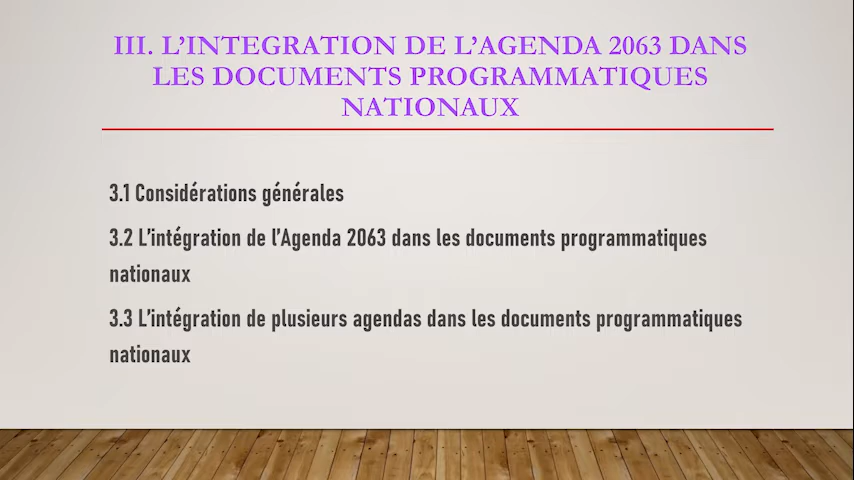 III. L'INTEGRATION DE L'AGENDA 2063 DANS
LES DOCUMENTS PROGRAMMATIQUES
NATIONAUX
3.1 Considérations générales
3.2 L'intégration de l'Agenda 2063 dans les documents programmatiques
nationaux
3.3 L'intégration de plusieurs agendas dans les documents programmatiques
nationaux